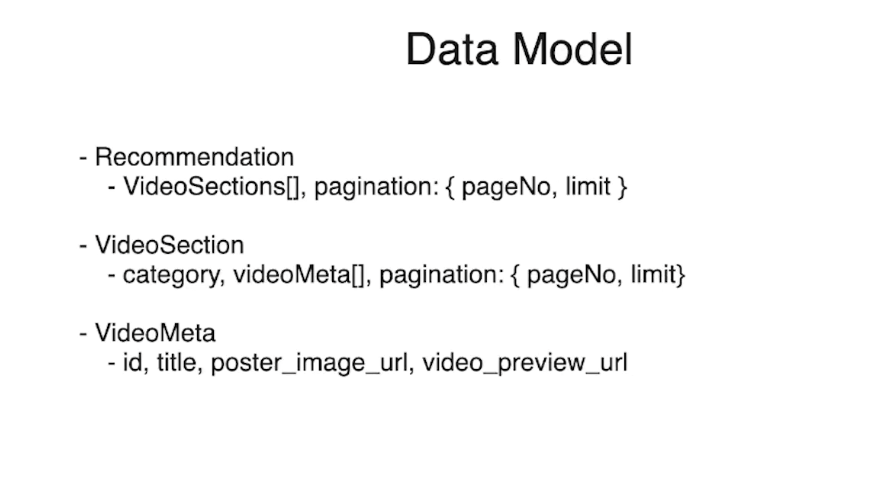 Data Model
- Recommendation
- VideoSections[], pagination: { pageNo, limit }
- VideoSection
- category, videoMeta[], pagination: { pageNo, limit}
- VideoMeta
- id, title, poster_image_url, video_preview_url